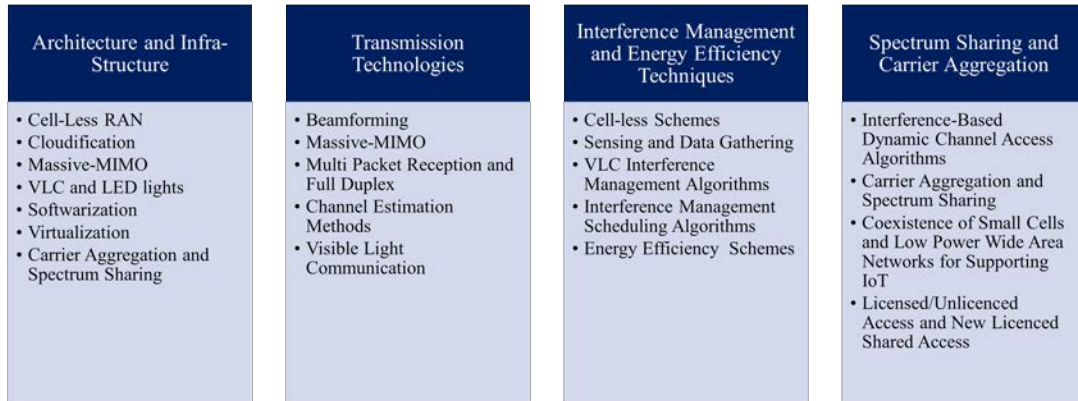 Architecture and Infra-
Structure
• Cell-Less RAN
• Cloudification
• Massive-MIMO
• VLC and LED lights
• Softwarization
• Virtualization
• Carrier Aggregation and
Spectrum Sharing
Transmission
Technologies
• Beamforming
• Massive-MIMO
• Multi Packet Reception and
Full Duplex
• Channel Estimation
Methods
• Visible Light
Communication
Interference Management
and Energy Efficiency
Techniques
• Cell-less Schemes
• Sensing and Data Gathering
• VLC Interference
Management Algorithms
• Interference Management
Scheduling Algorithms
• Energy Efficiency Schemes
Spectrum Sharing and
Carrier Aggregation
• Interference-Based
Dynamic Channel Access
Algorithms
• Carrier Aggregation and
Spectrum Sharing
• Coexistence of Small Cells
and Low Power Wide Area
Networks for Supporting
IoT
• Licensed/Unlicenced
Access and New Licenced
Shared Access